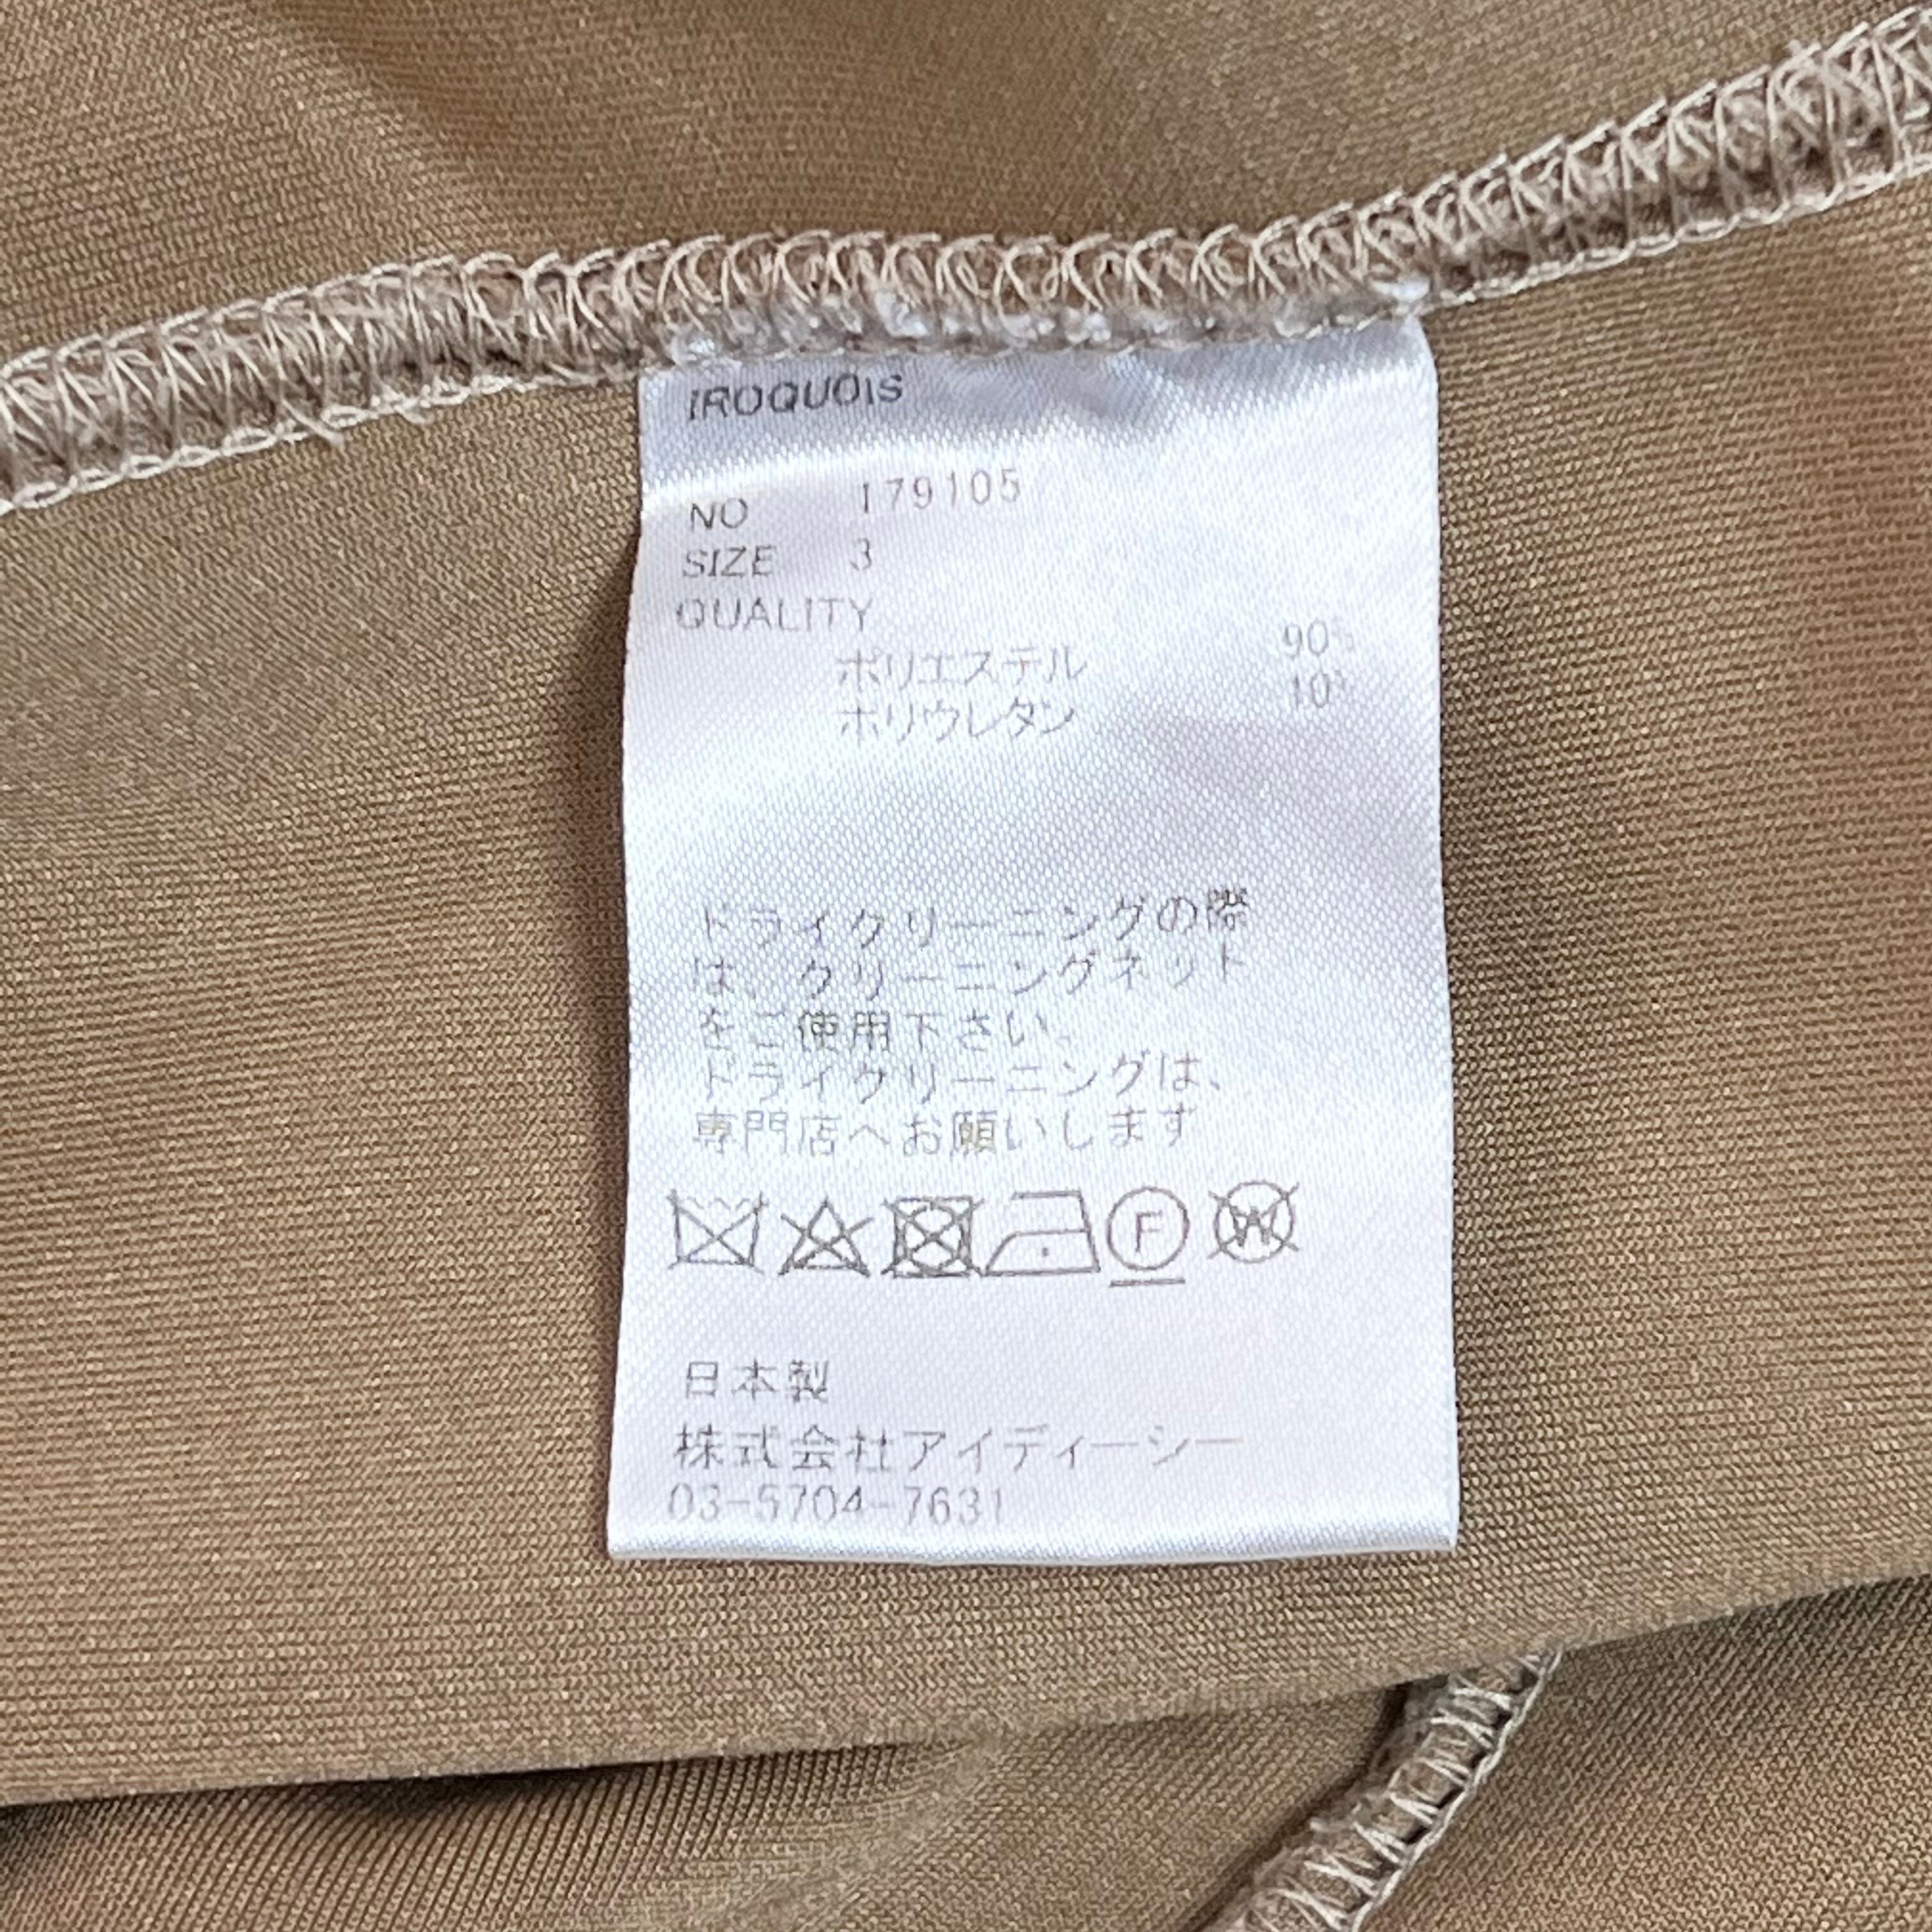 IROQUOIS
NO 179105
SIZE 3
QUALITY
ポリエステル 90%
ポリウレタン 10%
ドライクリーニングの際
は、クリーニングネット
をご使用下さい。
ドライクリーニングは、
専門店へお願いします
F W
日本製
株式会社アイディーシー
03-5704-7631